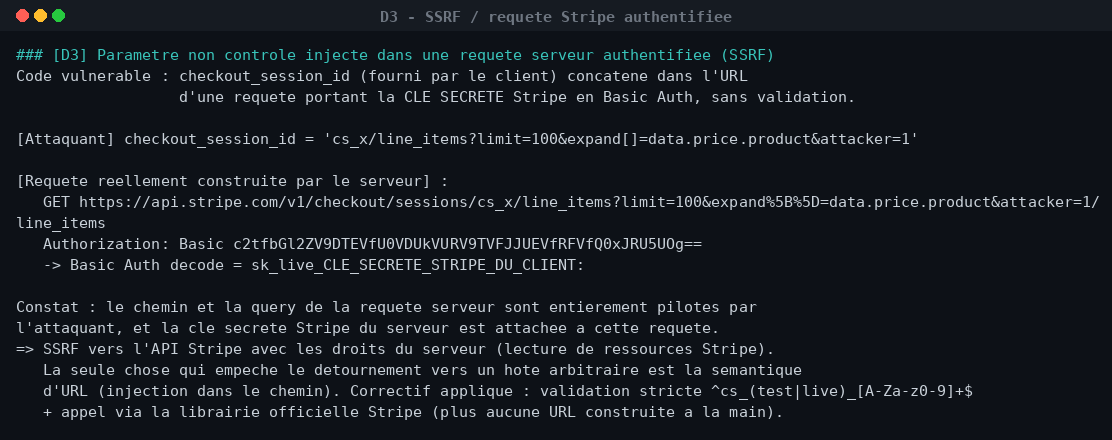 D3 - SSRF / requete Stripe authentifiee
### [D3] Parametre non controle injecte dans une requete serveur authentifiee (SSRF)
Code vulnerable : checkout_session_id (fourni par le client) concatene dans l'URL
d'une requete portant la CLE SECRETE Stripe en Basic Auth, sans validation.
[Attaquant] checkout_session_id = 'cs_x/line_items?limit=100&expand[]=data.price.product&attacker=1'
[Requete reellement construite par le serveur] :
GET https://api.stripe.com/v1/checkout/sessions/cs_x/line_items?limit=100&expand%5B%5D=data.price.product&attacker=1/
line_items
Authorization: Basic c2tfbGl2ZV9DTEVfU0VDUkVURV9TVFJJUEVfRFVfQ0xJRU5UOg==
-> Basic Auth decode = sk_live_CLE_SECRETE_STRIPE_DU_CLIENT:
Constat : le chemin et la query de la requete serveur sont entierement pilotes par
l'attaquant, et la cle secrete Stripe du serveur est attachee a cette requete.
=> SSRF vers l'API Stripe avec les droits du serveur (lecture de ressources Stripe).
La seule chose qui empeche le detournement vers un hote arbitraire est la semantique
d'URL (injection dans le chemin). Correctif applique : validation stricte ^cs_(test|live)_[A-Za-z0-9]+$
+ appel via la librairie officielle Stripe (plus aucune URL construite a la main).